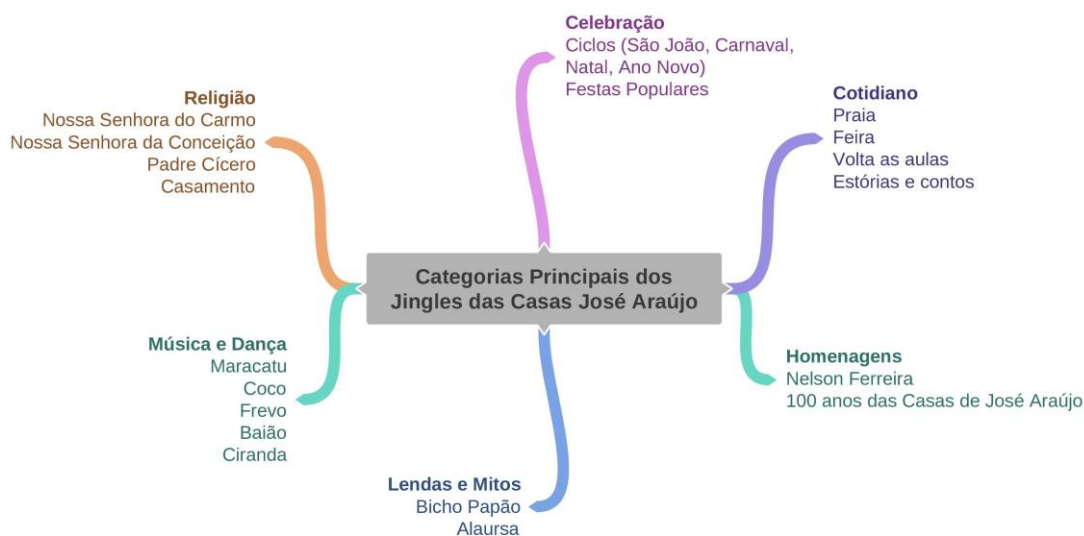 Celebração
Ciclos (São João, Carnaval,
Natal, Ano Novo)
Festas Populares
Religião
Nossa Senhora do Carmo
Nossa Senhora da Conceição
Padre Cícero
Casamento
Cotidiano
Praia
Feira
Volta as aulas
Estórias e contos
Categorias Principais dos
Jingles das Casas José Araújo
Música e Dança
Maracatu
Coco
Frevo
Baião
Ciranda
Homenagens
Nelson Ferreira
100 anos das Casas de José Araújo
Lendas e Mitos
Bicho Papão
Alaursa